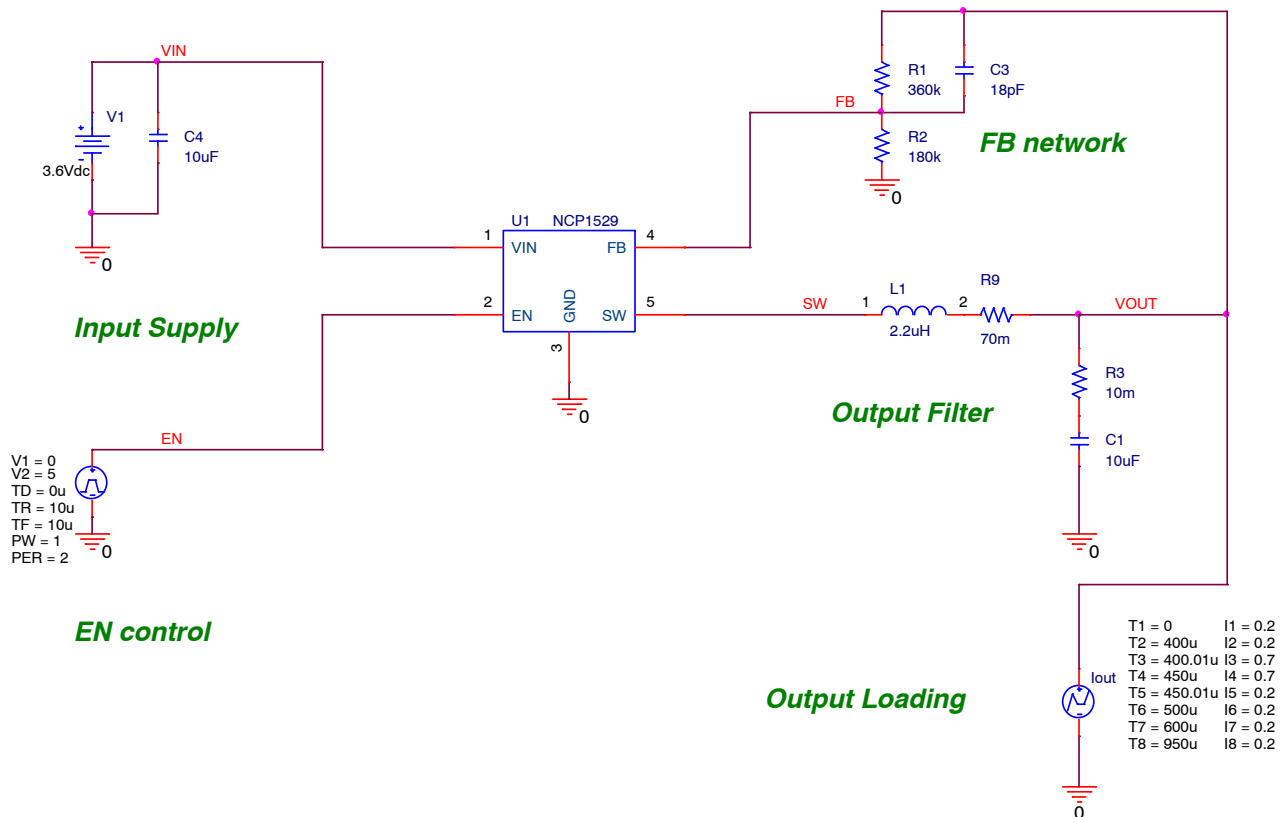 VIN
V1
3.6Vdc
C4
10uF
0
Input Supply
R1
360k
C3
18pF
FB
R2
180k
0
FB network
U1 NCP1529
1 VIN FB 4
2 EN GND SW 5
3
0
SW
L1
1 2
2.2uH
R9
70m
VOUT
R3
10m
C1
10uF
0
Output Filter
EN
V1 = 0
V2 = 5
TD = 0u
TR = 10u
TF = 10u
PW = 1
PER = 2
0
EN control
Output Loading
Iout
T1 = 0 I1 = 0.2
T2 = 400u I2 = 0.2
T3 = 400.01u I3 = 0.7
T4 = 450u I4 = 0.7
T5 = 450.01u I5 = 0.2
T6 = 500u I6 = 0.2
T7 = 600u I7 = 0.2
T8 = 950u I8 = 0.2
0